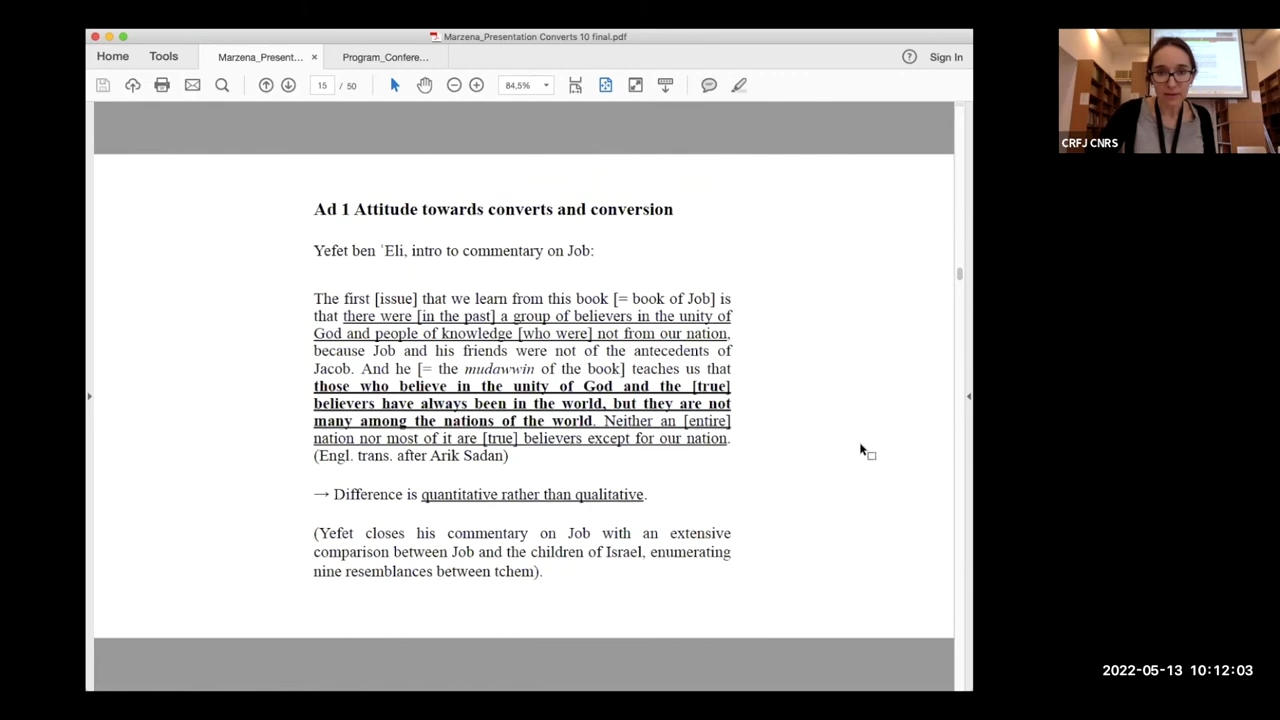 Marzena_Presentation Converts 10 final.pdf
Home Tools Marzena_Present... × Program_Confere... ? Sign In
15 / 50 84,5%
Ad 1 Attitude towards converts and conversion
Yefet ben ʿEli, intro to commentary on Job:
The first [issue] that we learn from this book [= book of Job] is
that there were [in the past] a group of believers in the unity of
God and people of knowledge [who were] not from our nation,
because Job and his friends were not of the antecedents of
Jacob. And he [= the mudawwin of the book] teaches us that
those who believe in the unity of God and the [true]
believers have always been in the world, but they are not
many among the nations of the world. Neither an [entire]
nation nor most of it are [true] believers except for our nation.
(Engl. trans. after Arik Sadan)
→ Difference is quantitative rather than qualitative.
(Yefet closes his commentary on Job with an extensive
comparison between Job and the children of Israel, enumerating
nine resemblances between tchem).
CRFJ CNRS
2022-05-13 10:12:03